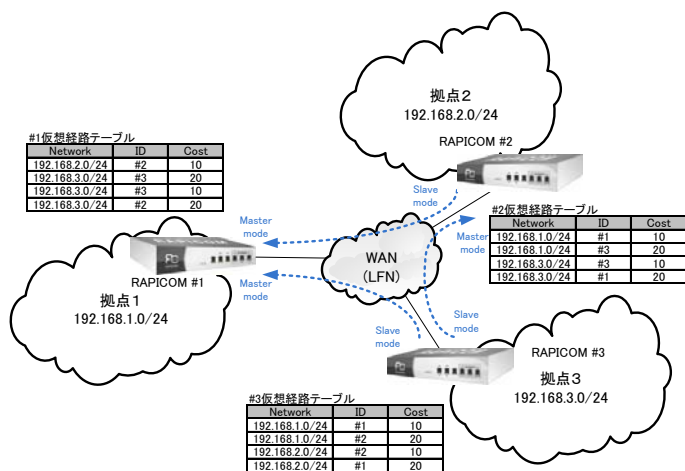 拠点2
192.168.2.0/24
RAPICOM #2
#1仮想経路テーブル
Network ID Cost
192.168.2.0/24 #2 10
192.168.3.0/24 #3 20
192.168.3.0/24 #3 10
192.168.3.0/24 #2 20
Slave
mode
Master
mode
#2仮想経路テーブル
Network ID Cost
192.168.1.0/24 #1 10
192.168.1.0/24 #3 20
192.168.3.0/24 #3 10
192.168.3.0/24 #1 20
Master
mode
WAN
(LFN)
RAPICOM #1
拠点1
192.168.1.0/24
Master
mode
Slave
mode
Slave
mode
RAPICOM #3
拠点3
192.168.3.0/24
#3仮想経路テーブル
Network ID Cost
192.168.1.0/24 #1 10
192.168.1.0/24 #2 20
192.168.2.0/24 #2 10
192.168.2.0/24 #1 20